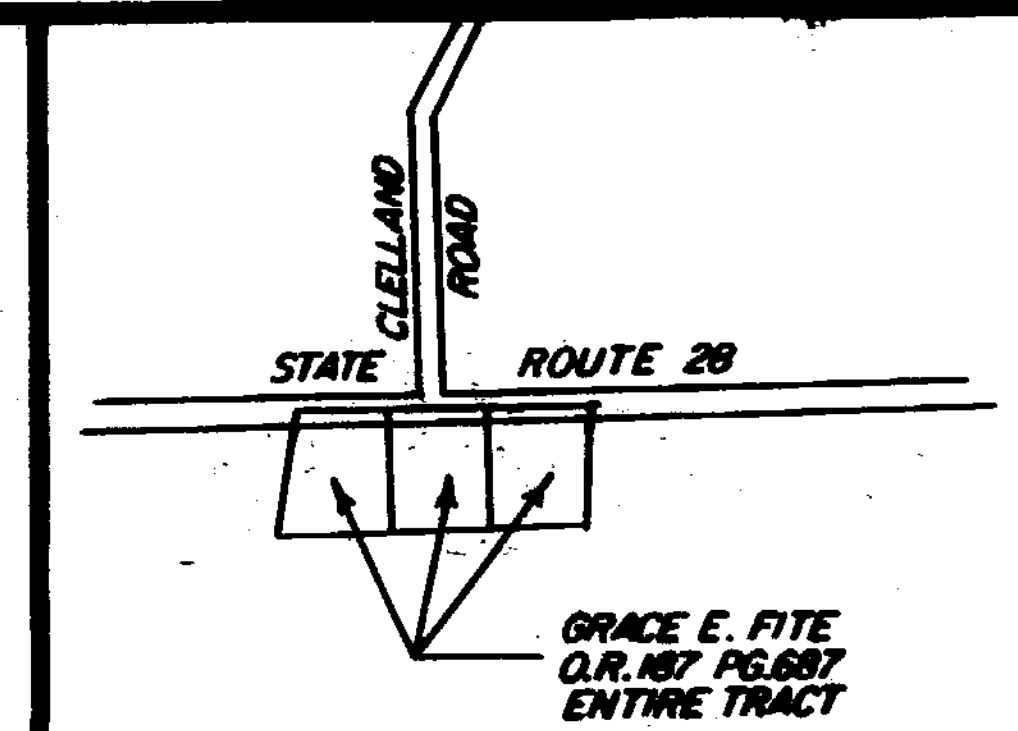 CLELLAND
ROAD
STATE ROUTE 28
GRACE E. FITE
O.R. 187 PG.687
ENTIRE TRACT